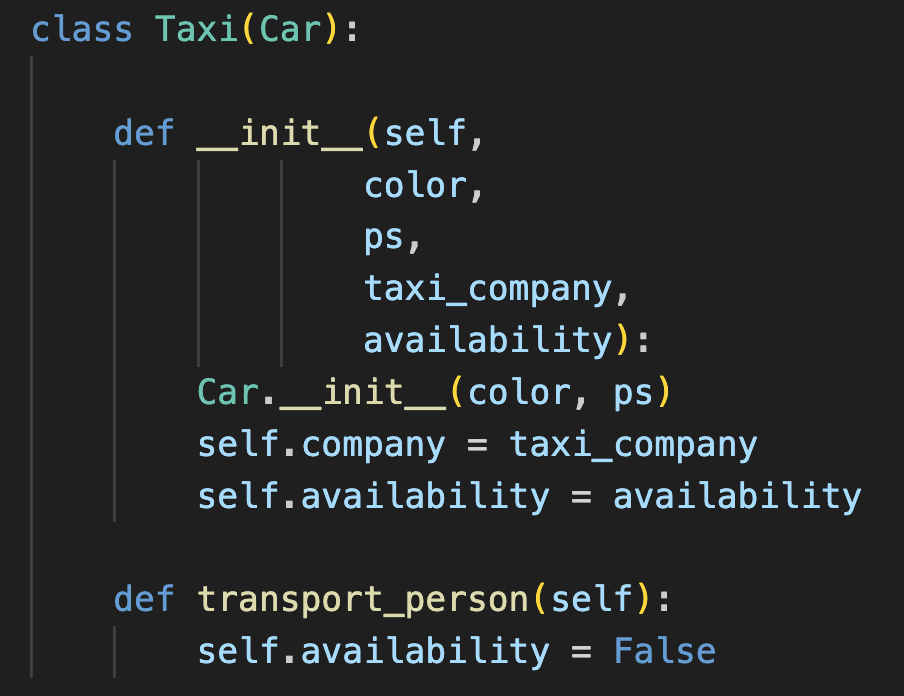 class Taxi(Car):
def __init__(self,
color,
ps,
taxi_company,
availability):
Car.__init__(color, ps)
self.company = taxi_company
self.availability = availability
def transport_person(self):
self.availability = False